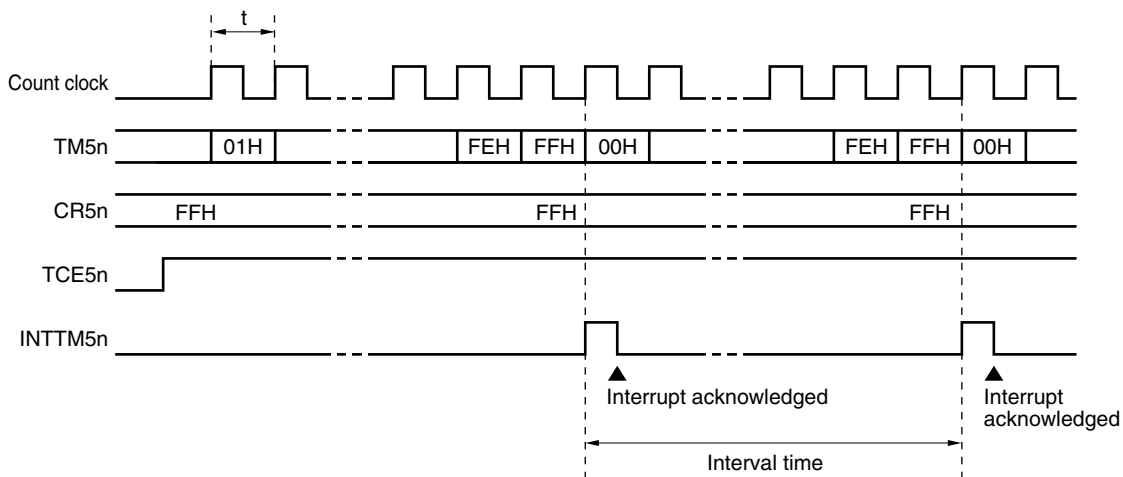 t
Count clock
TM5n 01H FEH FFH 00H FEH FFH 00H
CR5n FFH FFH FFH
TCE5n
INTTM5n
Interrupt acknowledged
Interrupt
acknowledged
Interval time